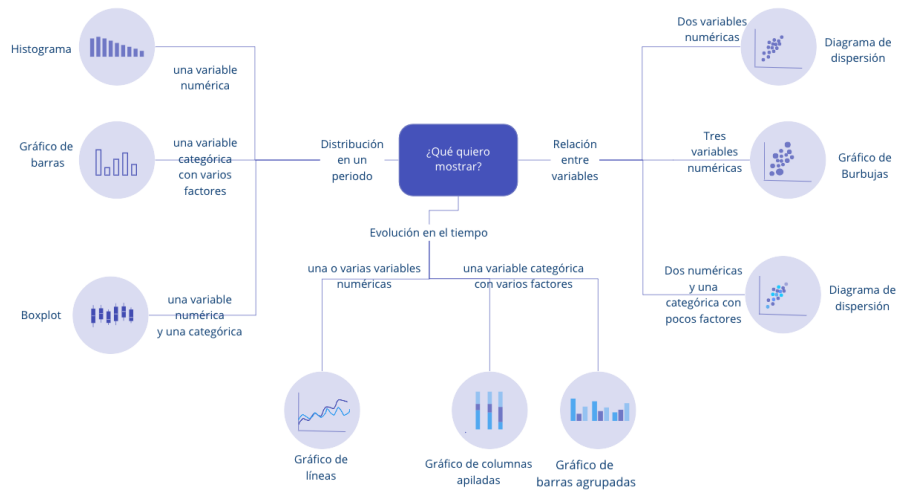 ¿Qué quiero
mostrar?
Distribución
en un
periodo
Histograma
una variable
numérica
Gráfico de
barras
una variable
categórica
con varios
factores
Boxplot
una variable
numérica
y una categórica
Relación
entre
variables
Dos variables
numéricas
Diagrama de
dispersión
Tres
variables
numéricas
Gráfico de
Burbujas
Dos numéricas
y una
categórica con
pocos factores
Diagrama de
dispersión
Evolución en el tiempo
una o varias variables
numéricas
una variable categórica
con varios factores
Gráfico de
líneas
Gráfico de columnas
apiladas
Gráfico de
barras agrupadas